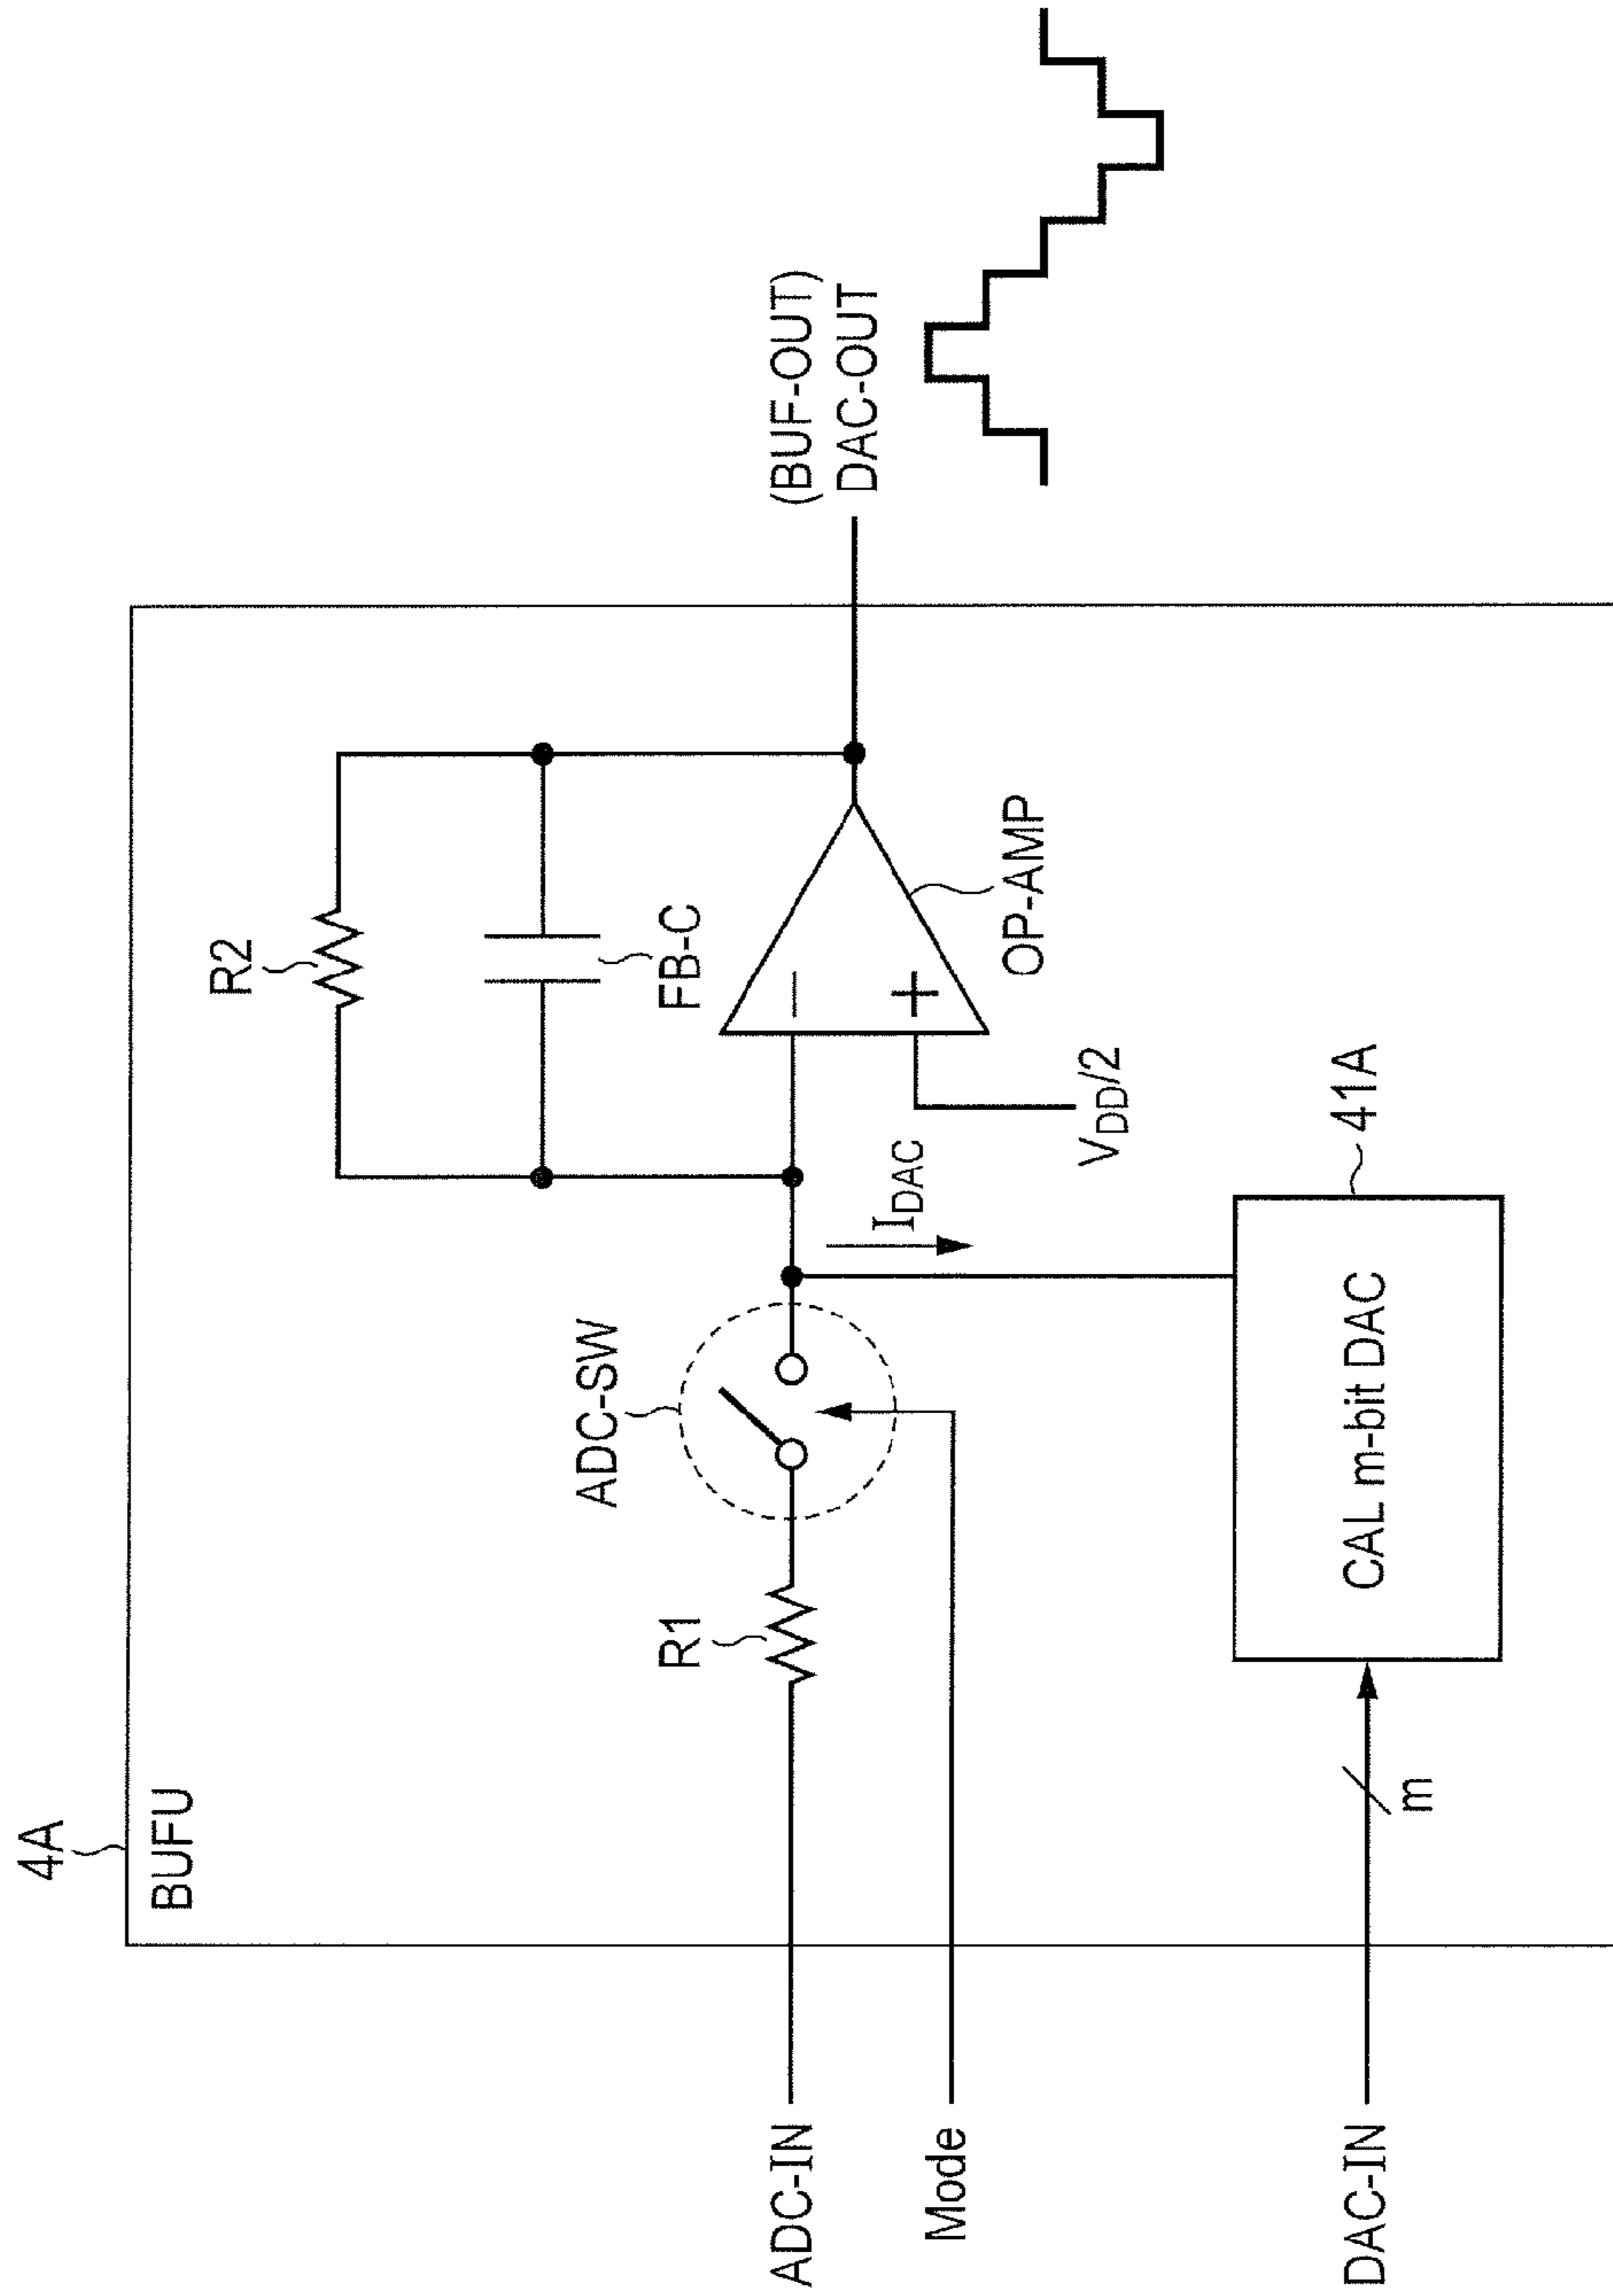 4A
BUFU
R2
FB-C
(BUF-OUT)
DAC-OUT
ADC-SW
R1
ADC-IN
−
+
OP-AMP
I_DAC
V_DD/2
Mode
41A
CAL m-bit DAC
DAC-IN
m